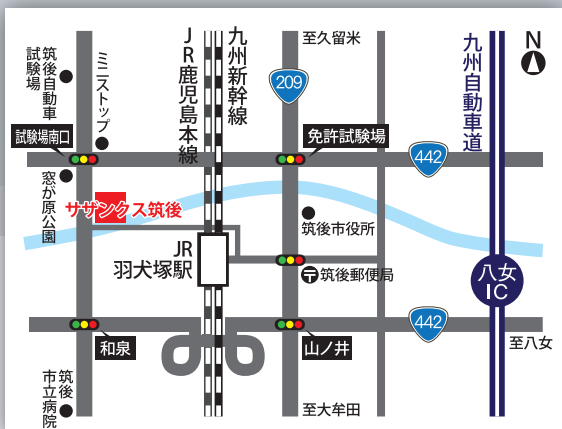 筑後自動車
試験場
ミニストップ
JR鹿児島本線
九州新幹線
至久留米
209
九州自動車道
N
試験場南口
免許試験場
442
窓が原公園
サザンクス筑後
筑後市役所
JR
羽犬塚駅
〒筑後郵便局
八女
IC
和泉
山ノ井
442
至八女
筑後
市立病院
至大牟田